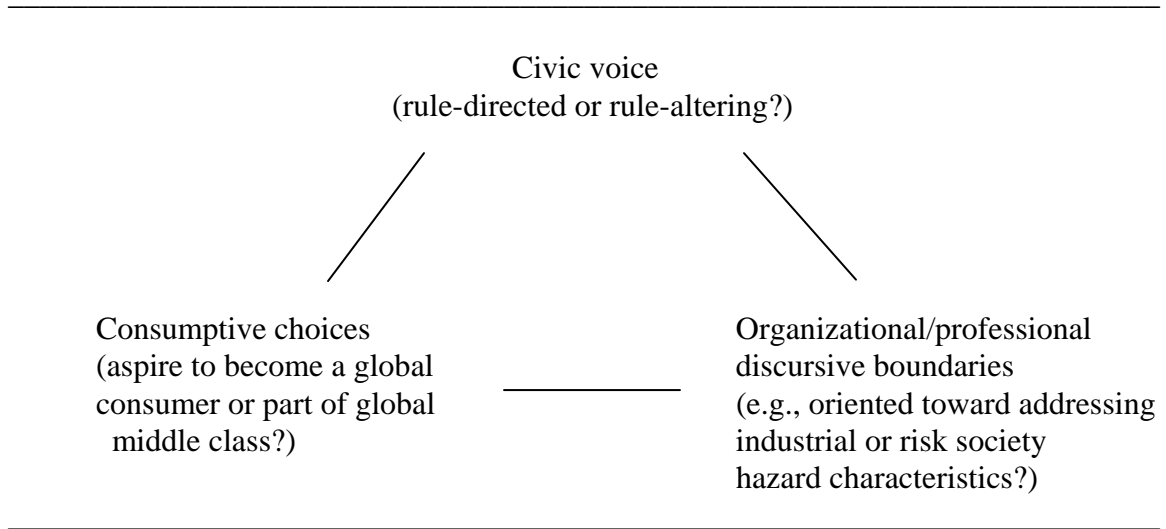 Civic voice
(rule-directed or rule-altering?)
Consumptive choices
(aspire to become a global
consumer or part of global
middle class?)
Organizational/professional
discursive boundaries
(e.g., oriented toward addressing
industrial or risk society
hazard characteristics?)